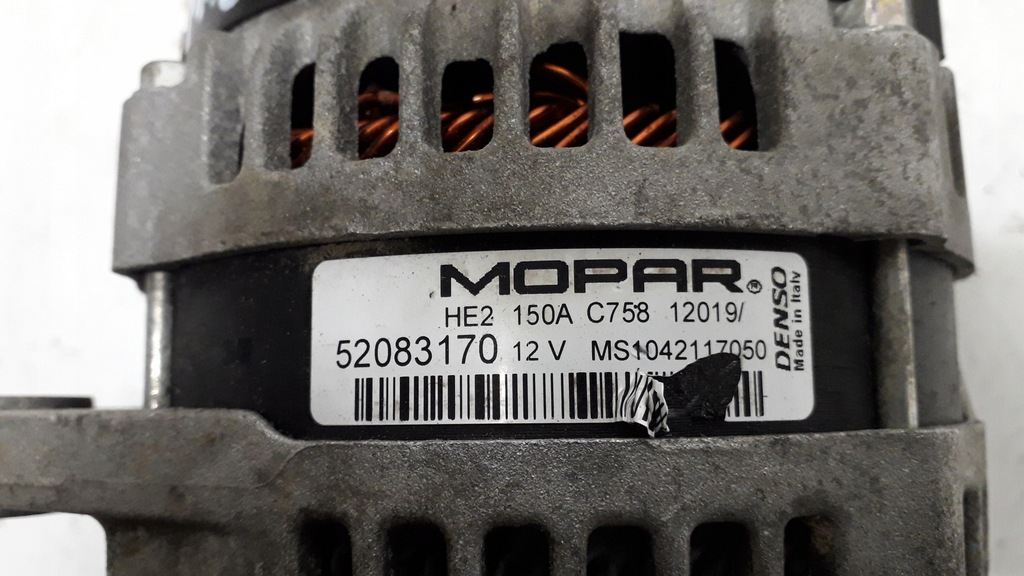 MOPAR®
HE2 150A C758 12019/
52083170 12 V MS1042117050
DENSO
Made in Italy